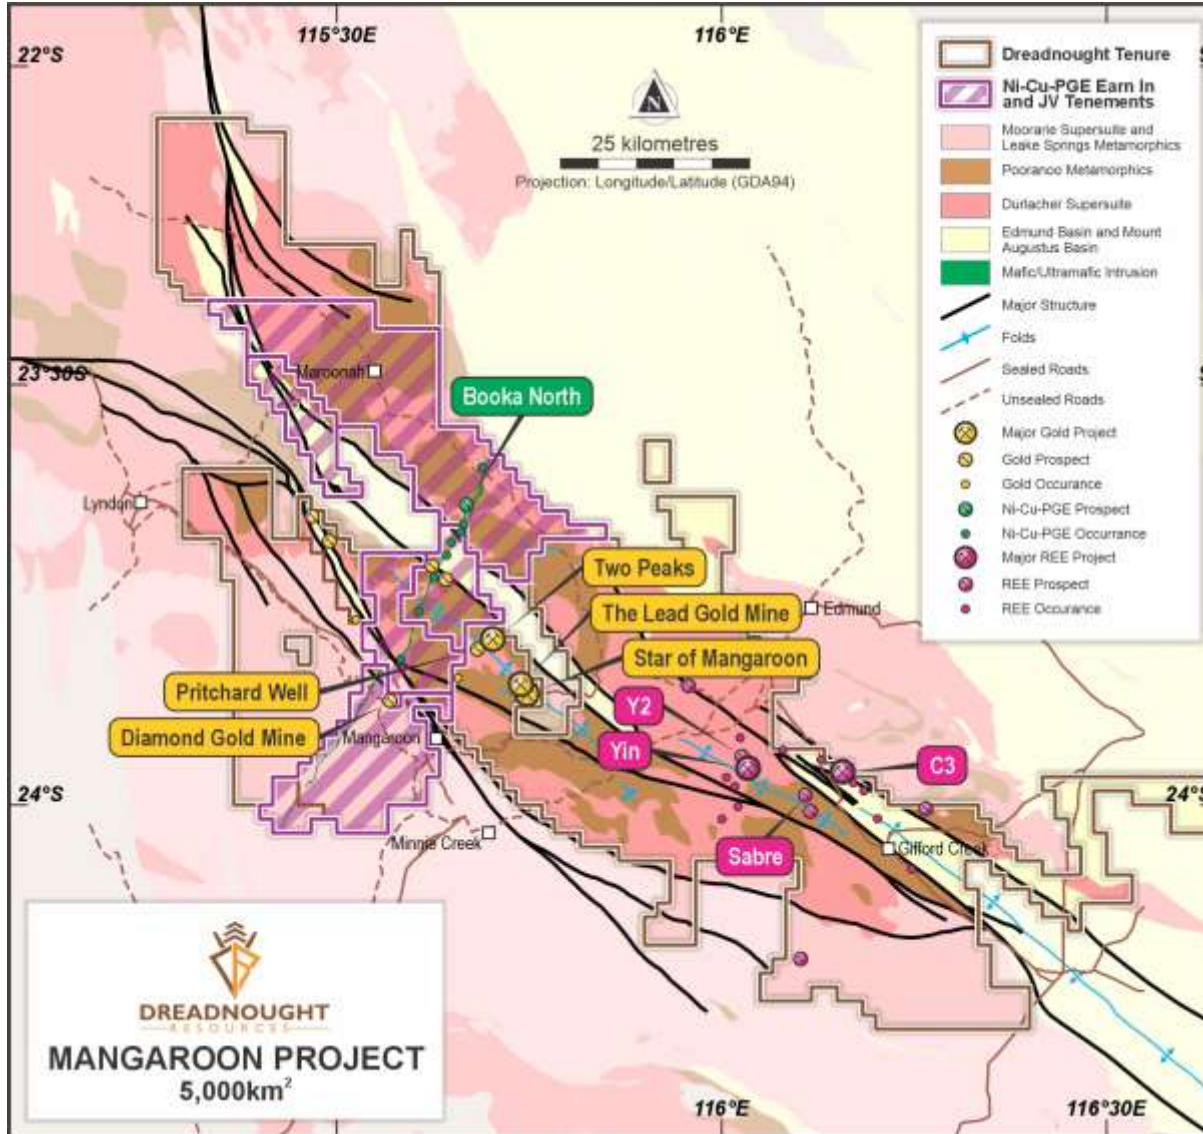 115°30E
116°E
22°S
N
25 kilometres
Projection: Longitude/Latitude (GDA94)
Dreadnought Tenure
Ni-Cu-PGE Earn In
and JV Tenements
Moorarie Supersuite and
Leake Springs Metamorphics
Pooranoo Metamorphics
Durlacher Supersuite
Edmund Basin and Mount
Augustus Basin
Mafic/Ultramafic Intrusion
Major Structure
Folds
Sealed Roads
Unsealed Roads
Major Gold Project
Gold Prospect
Gold Occurance
Ni-Cu-PGE Prospect
Ni-Cu-PGE Occurrance
Major REE Project
REE Prospect
REE Occurance
23°30S
Maroonah
Booka North
Lyndon
Two Peaks
The Lead Gold Mine
Edmund
Star of Mangaroon
Pritchard Well
Y2
Diamond Gold Mine
Mangaroon
Yin
C3
24°S
24°S
Minnie Creek
Sabre
Gifford Creek
DREADNOUGHT
RESOURCES
MANGAROON PROJECT
5,000km²
116°E
116°30E